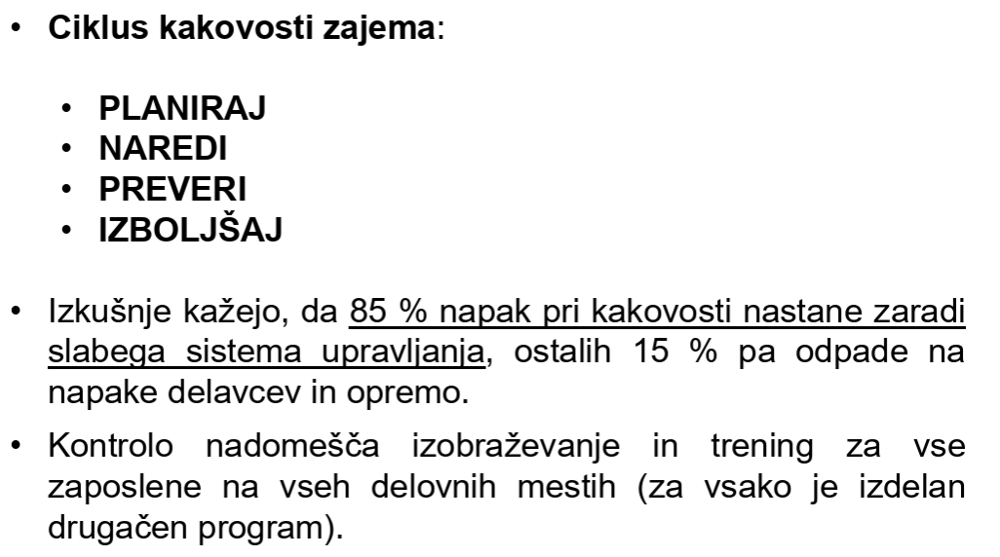 • Ciklus kakovosti zajema:
• PLANIRAJ
• NAREDI
• PREVERI
• IZBOLJŠAJ
• Izkušnje kažejo, da 85 % napak pri kakovosti nastane zaradi
slabega sistema upravljanja, ostalih 15 % pa odpade na
napake delavcev in opremo.
• Kontrolo nadomešča izobraževanje in trening za vse
zaposlene na vseh delovnih mestih (za vsako je izdelan
drugačen program).